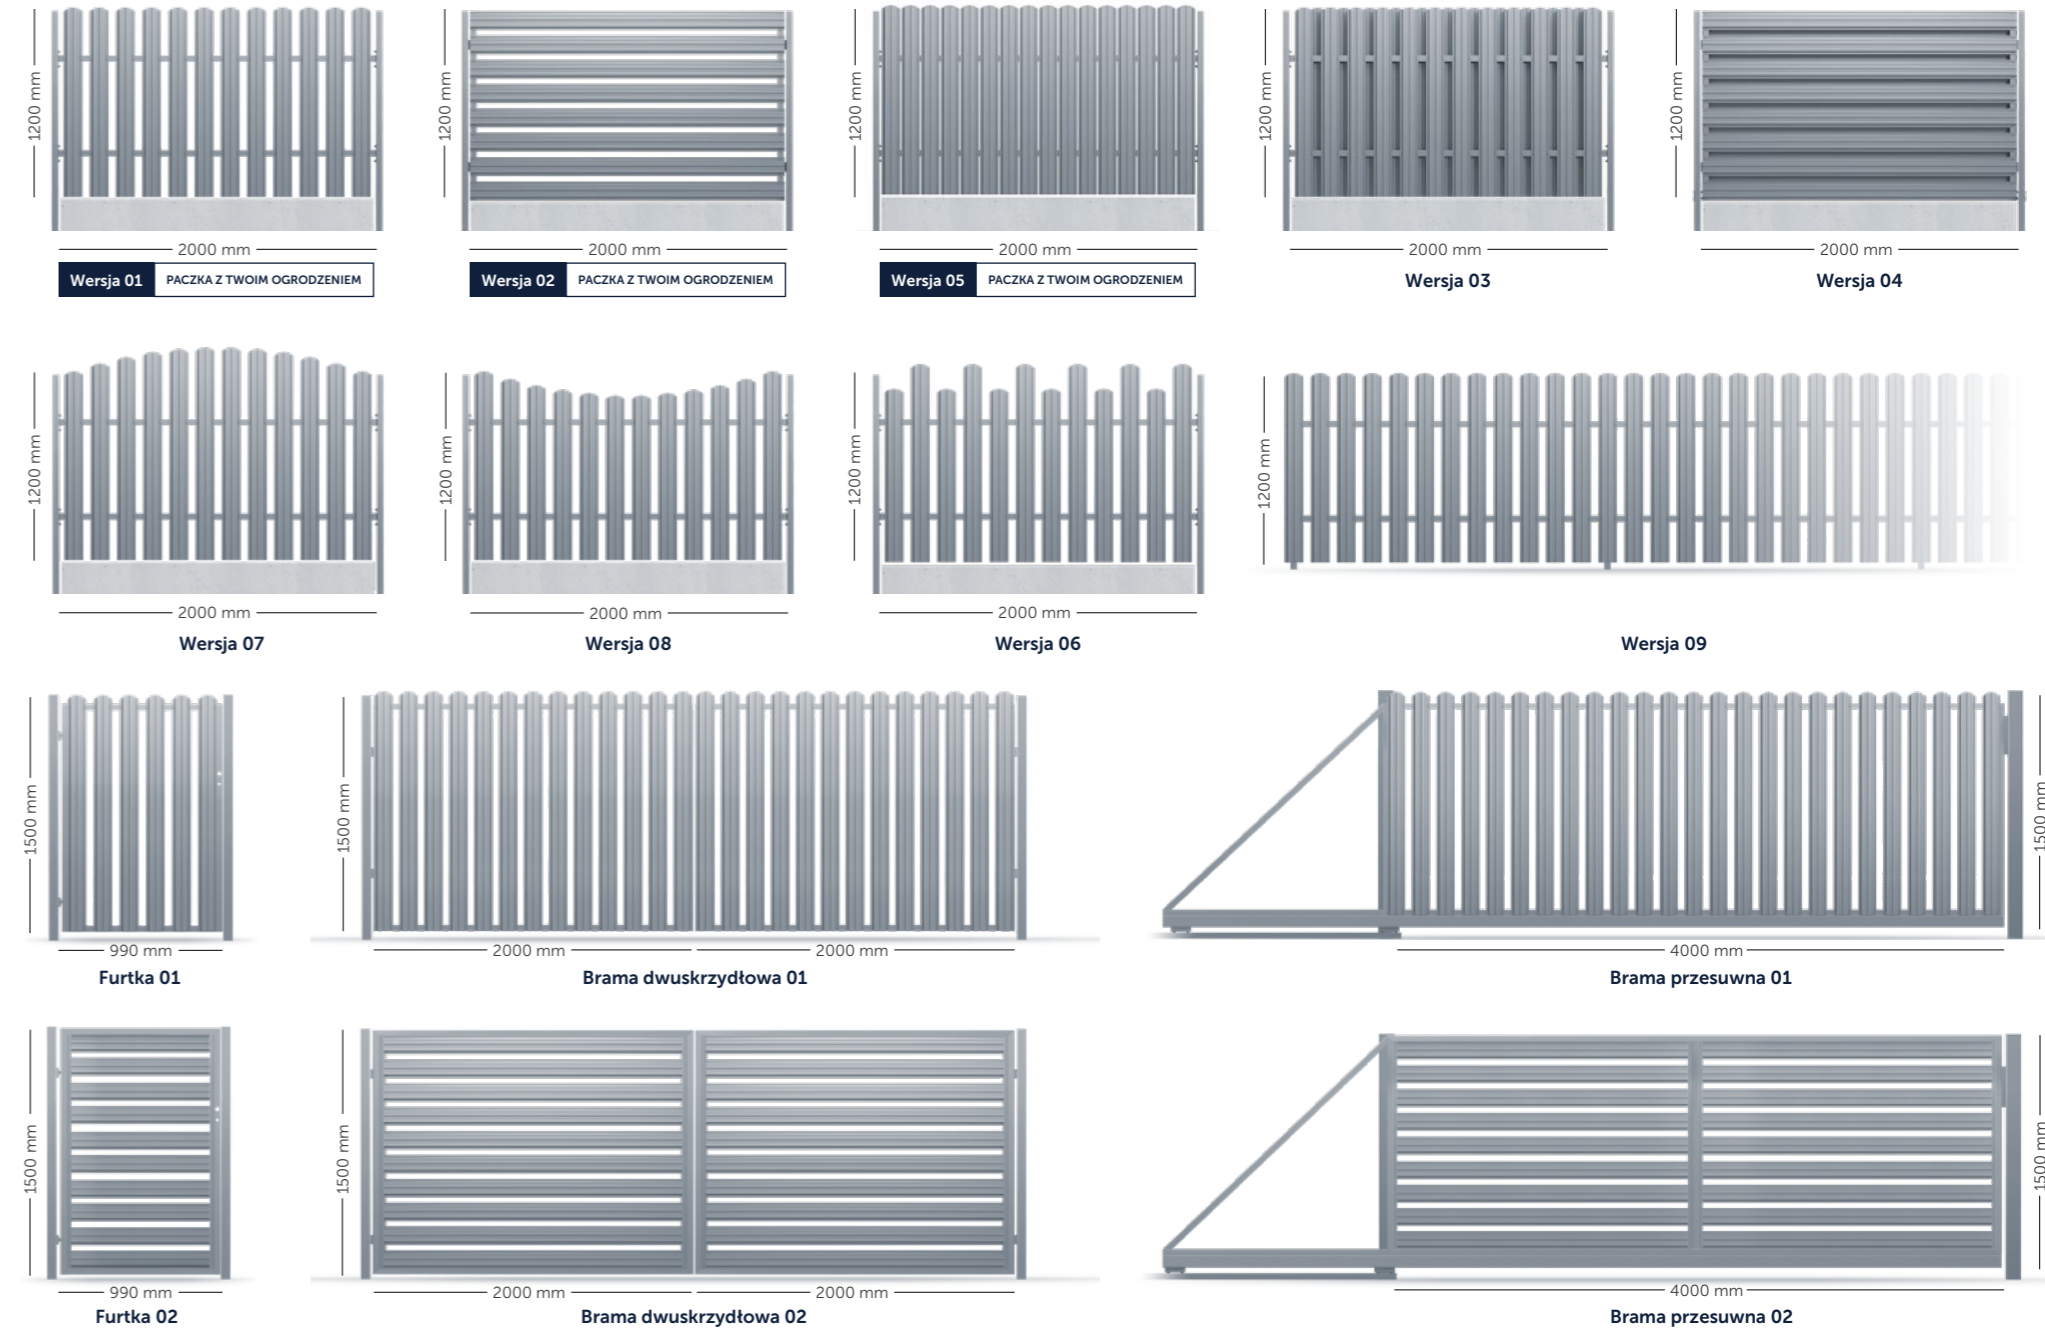 1200 mm
1200 mm
1200 mm
1200 mm
1200 mm
2000 mm
2000 mm
2000 mm
2000 mm
2000 mm
Wersja 01 PACZKA Z TWOIM OGRODZENIEM
Wersja 02 PACZKA Z TWOIM OGRODZENIEM
Wersja 05 PACZKA Z TWOIM OGRODZENIEM
Wersja 03
Wersja 04
1200 mm
1200 mm
1200 mm
1200 mm
2000 mm
2000 mm
2000 mm
Wersja 07
Wersja 08
Wersja 06
Wersja 09
1500 mm
1500 mm
1500 mm
990 mm
2000 mm
2000 mm
4000 mm
Furtka 01
Brama dwuskrzydłowa 01
Brama przesuwna 01
1500 mm
1500 mm
1500 mm
990 mm
2000 mm
2000 mm
4000 mm
Furtka 02
Brama dwuskrzydłowa 02
Brama przesuwna 02